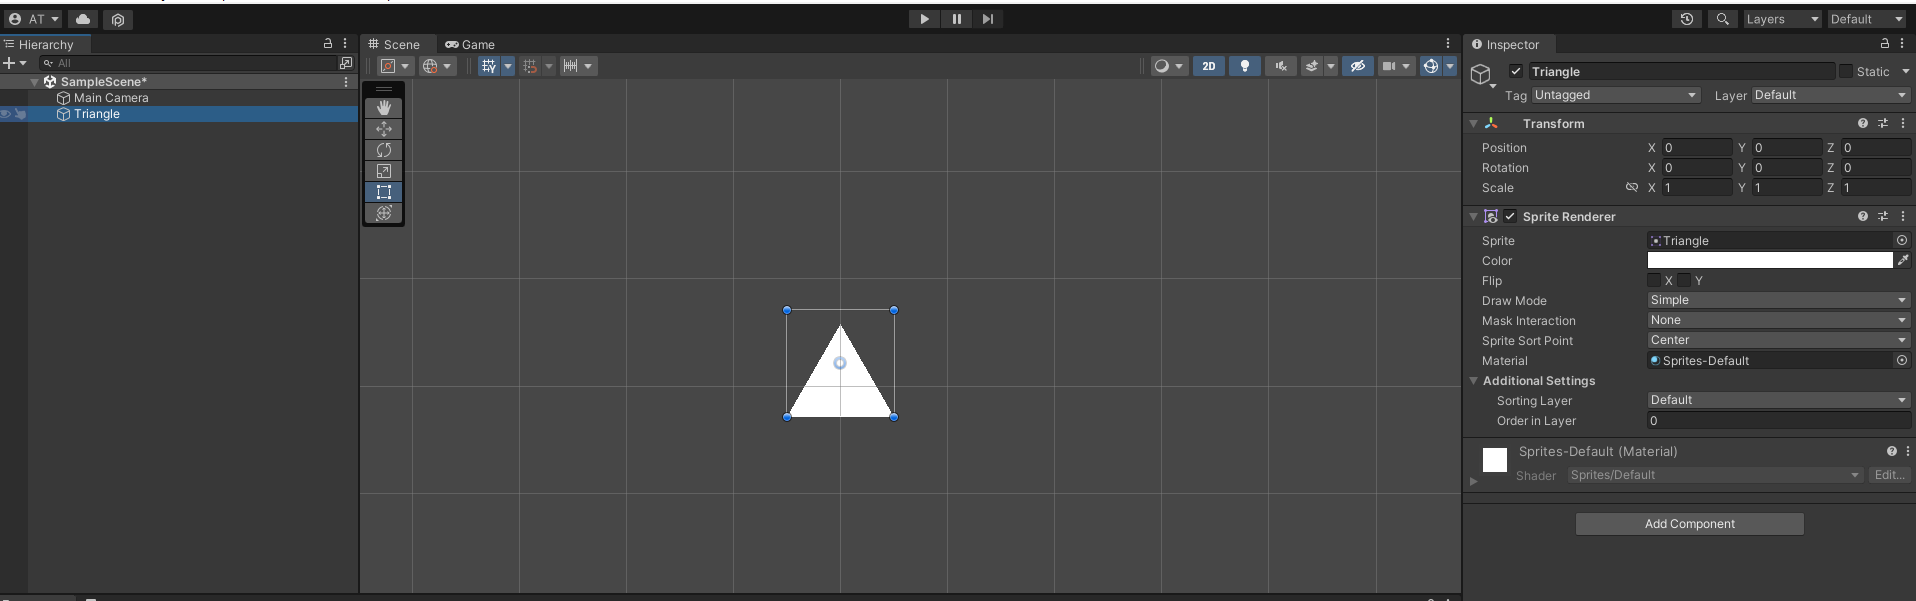 AT
Layers
Default
Hierarchy
Scene
Game
Inspector
All
2D
SampleScene*
Main Camera
Triangle
Triangle
Static
Tag Untagged
Layer Default
Transform
Position X 0 Y 0 Z 0
Rotation X 0 Y 0 Z 0
Scale X 1 Y 1 Z 1
Sprite Renderer
Sprite Triangle
Color
Flip X Y
Draw Mode Simple
Mask Interaction None
Sprite Sort Point Center
Material Sprites-Default
Additional Settings
Sorting Layer Default
Order in Layer 0
Sprites-Default (Material)
Shader Sprites/Default Edit...
Add Component